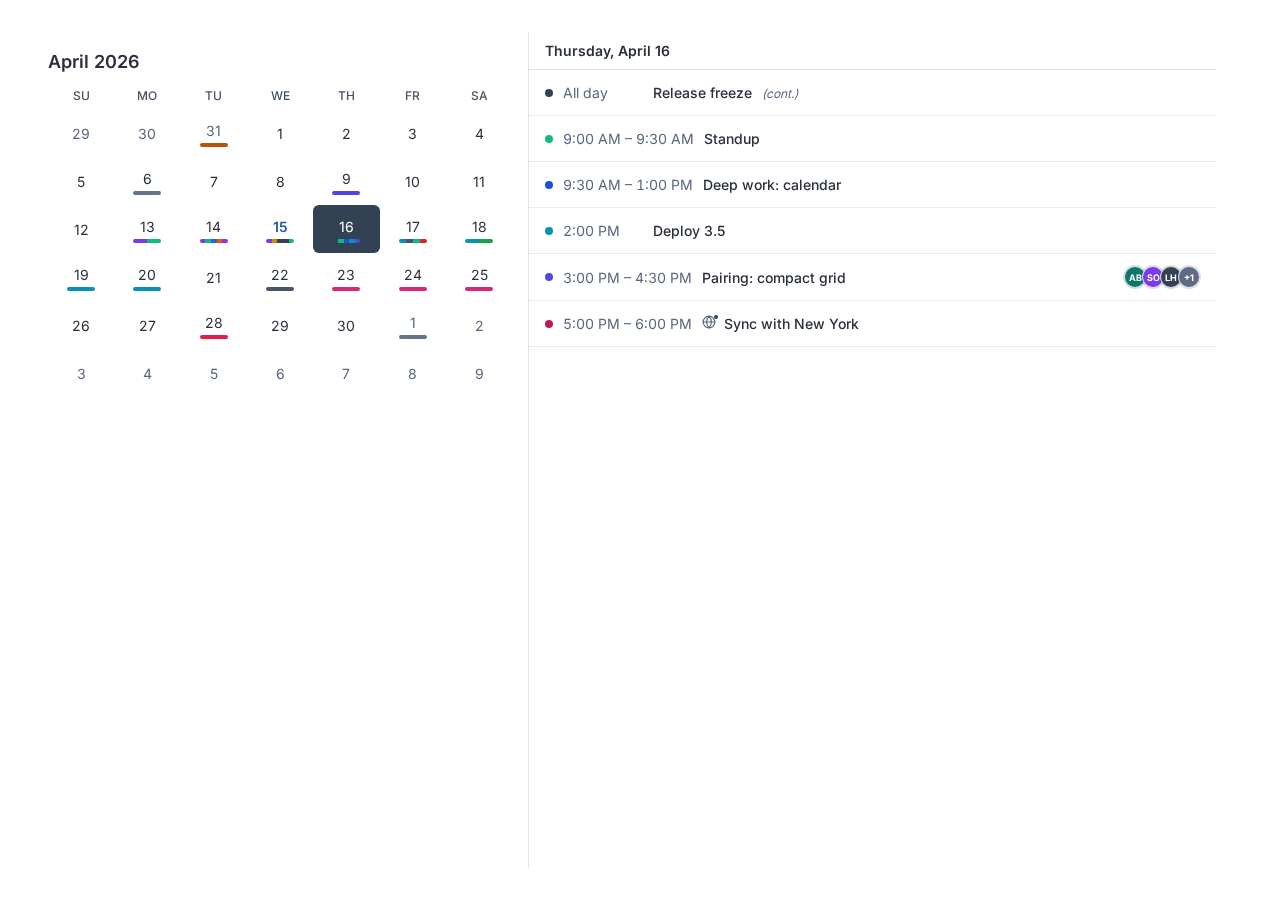 April 2026
SU MO TU WE TH FR SA
29 30 31 1 2 3 4
5 6 7 8 9 10 11
12 13 14 15 16 17 18
19 20 21 22 23 24 25
26 27 28 29 30 1 2
3 4 5 6 7 8 9
Thursday, April 16
All day Release freeze (cont.)
9:00 AM – 9:30 AM Standup
9:30 AM – 1:00 PM Deep work: calendar
2:00 PM Deploy 3.5
3:00 PM – 4:30 PM Pairing: compact grid AB SO LH +1
5:00 PM – 6:00 PM Sync with New York